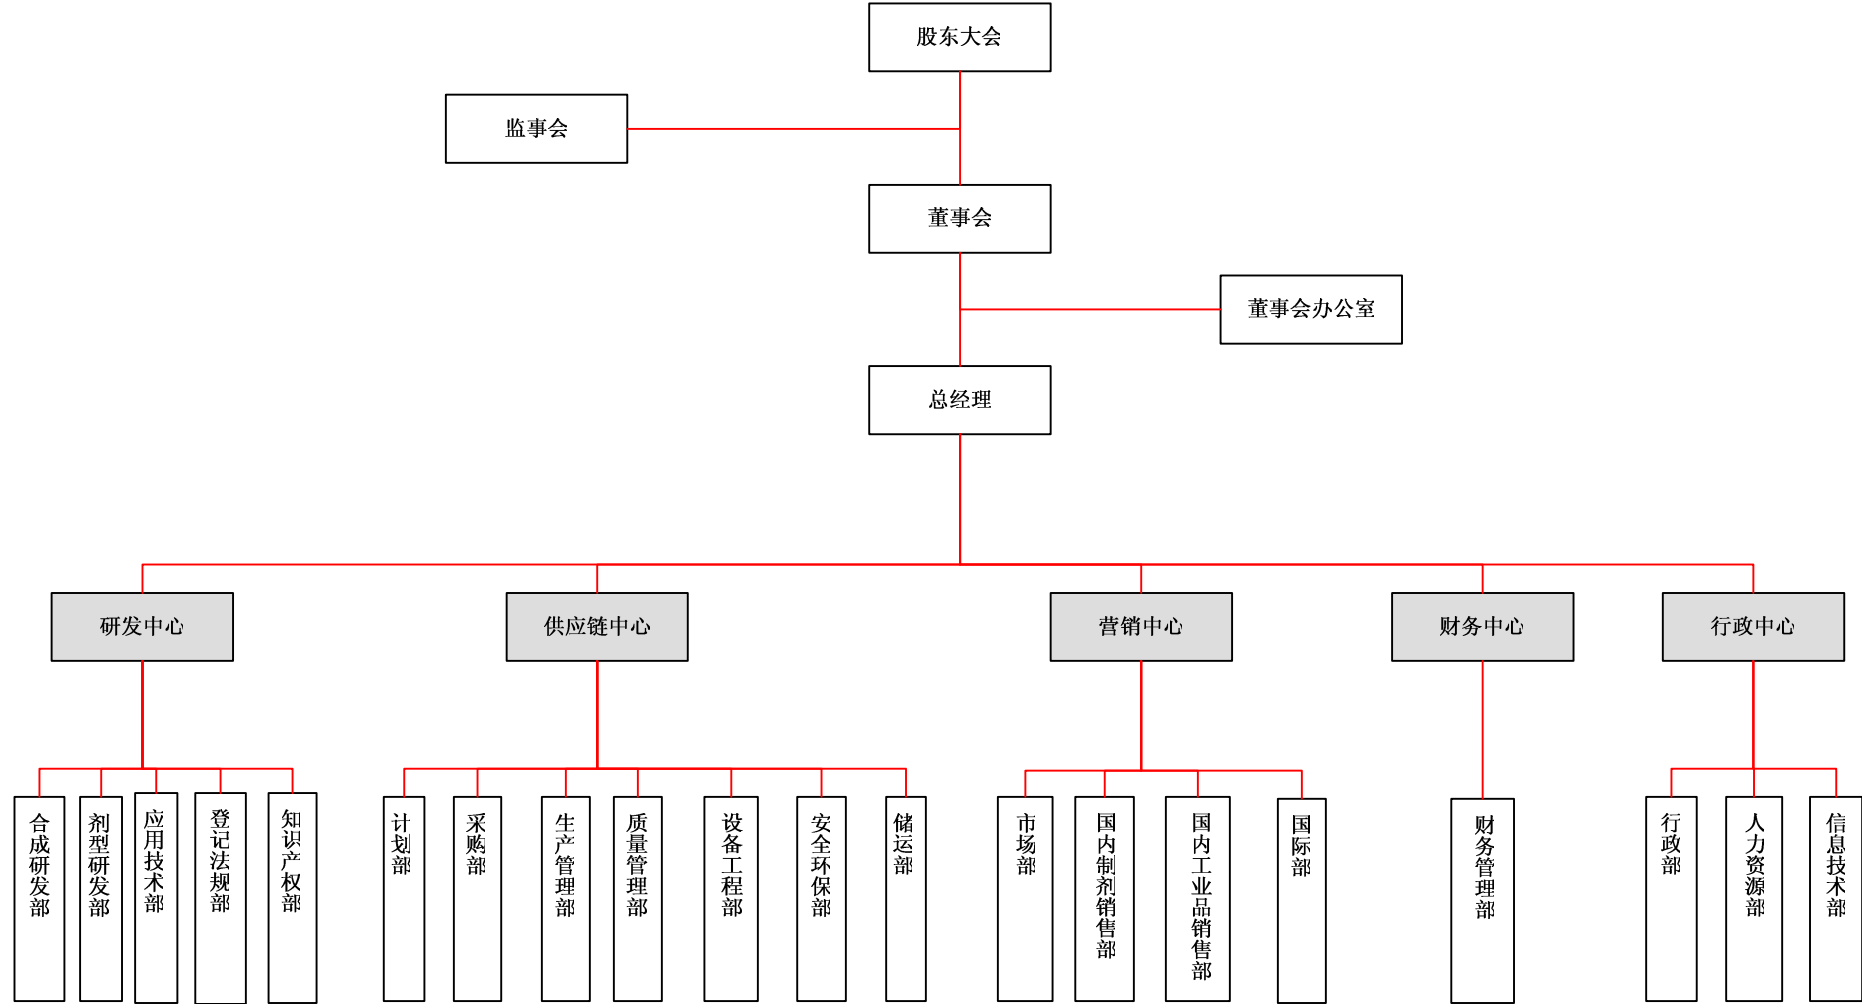 股东大会
监事会
董事会
董事会办公室
总经理
研发中心
供应链中心
营销中心
财务中心
行政中心
合成研发部
剂型研发部
应用技术部
登记法规部
知识产权部
计划部
采购部
生产管理部
质量管理部
设备工程部
安全环保部
储运部
市场部
国内制剂销售部
国内工业品销售部
国际部
财务管理部
行政部
人力资源部
信息技术部